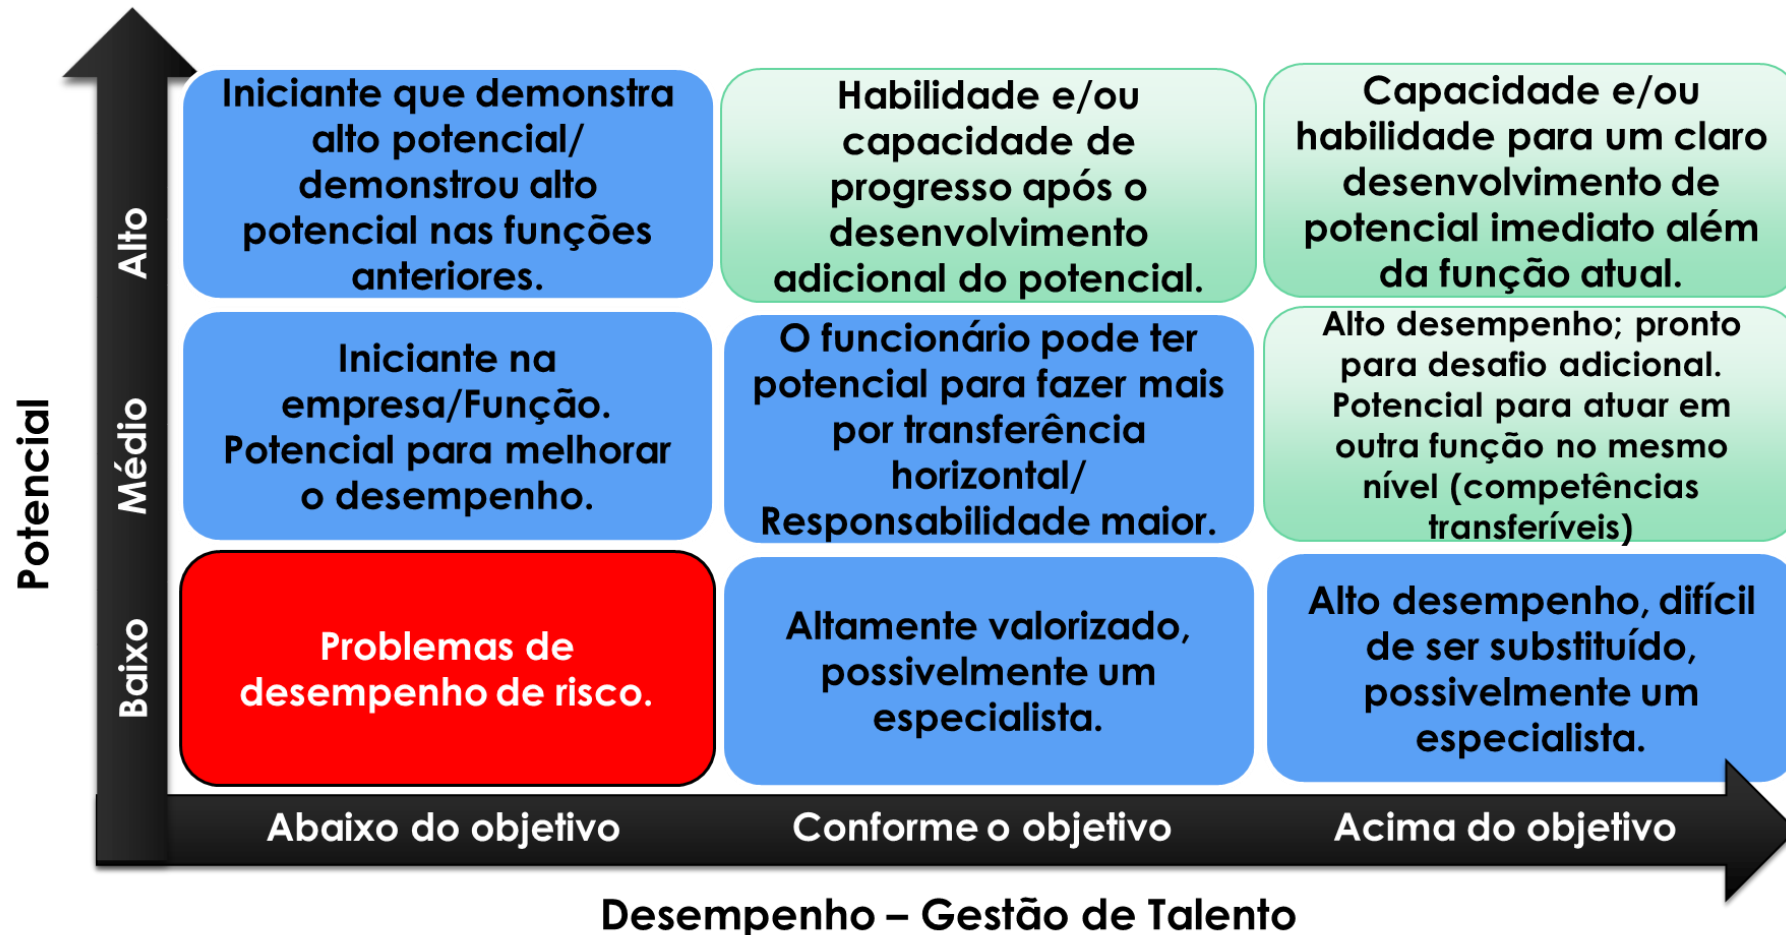 Iniciante que demonstra
alto potencial/
demonstrou alto
potencial nas funções
anteriores.
Habilidade e/ou
capacidade de
progresso após o
desenvolvimento
adicional do potencial.
Capacidade e/ou
habilidade para um claro
desenvolvimento de
potencial imediato além
da função atual.
Alto
Iniciante na
empresa/Função.
Potencial para melhorar
o desempenho.
O funcionário pode ter
potencial para fazer mais
por transferência
horizontal/
Responsabilidade maior.
Alto desempenho; pronto
para desafio adicional.
Potencial para atuar em
outra função no mesmo
nível (competências
transferíveis)
Médio
Potencial
Problemas de
desempenho de risco.
Altamente valorizado,
possivelmente um
especialista.
Alto desempenho, difícil
de ser substituído,
possivelmente um
especialista.
Baixo
Abaixo do objetivo
Conforme o objetivo
Acima do objetivo
Desempenho – Gestão de Talento